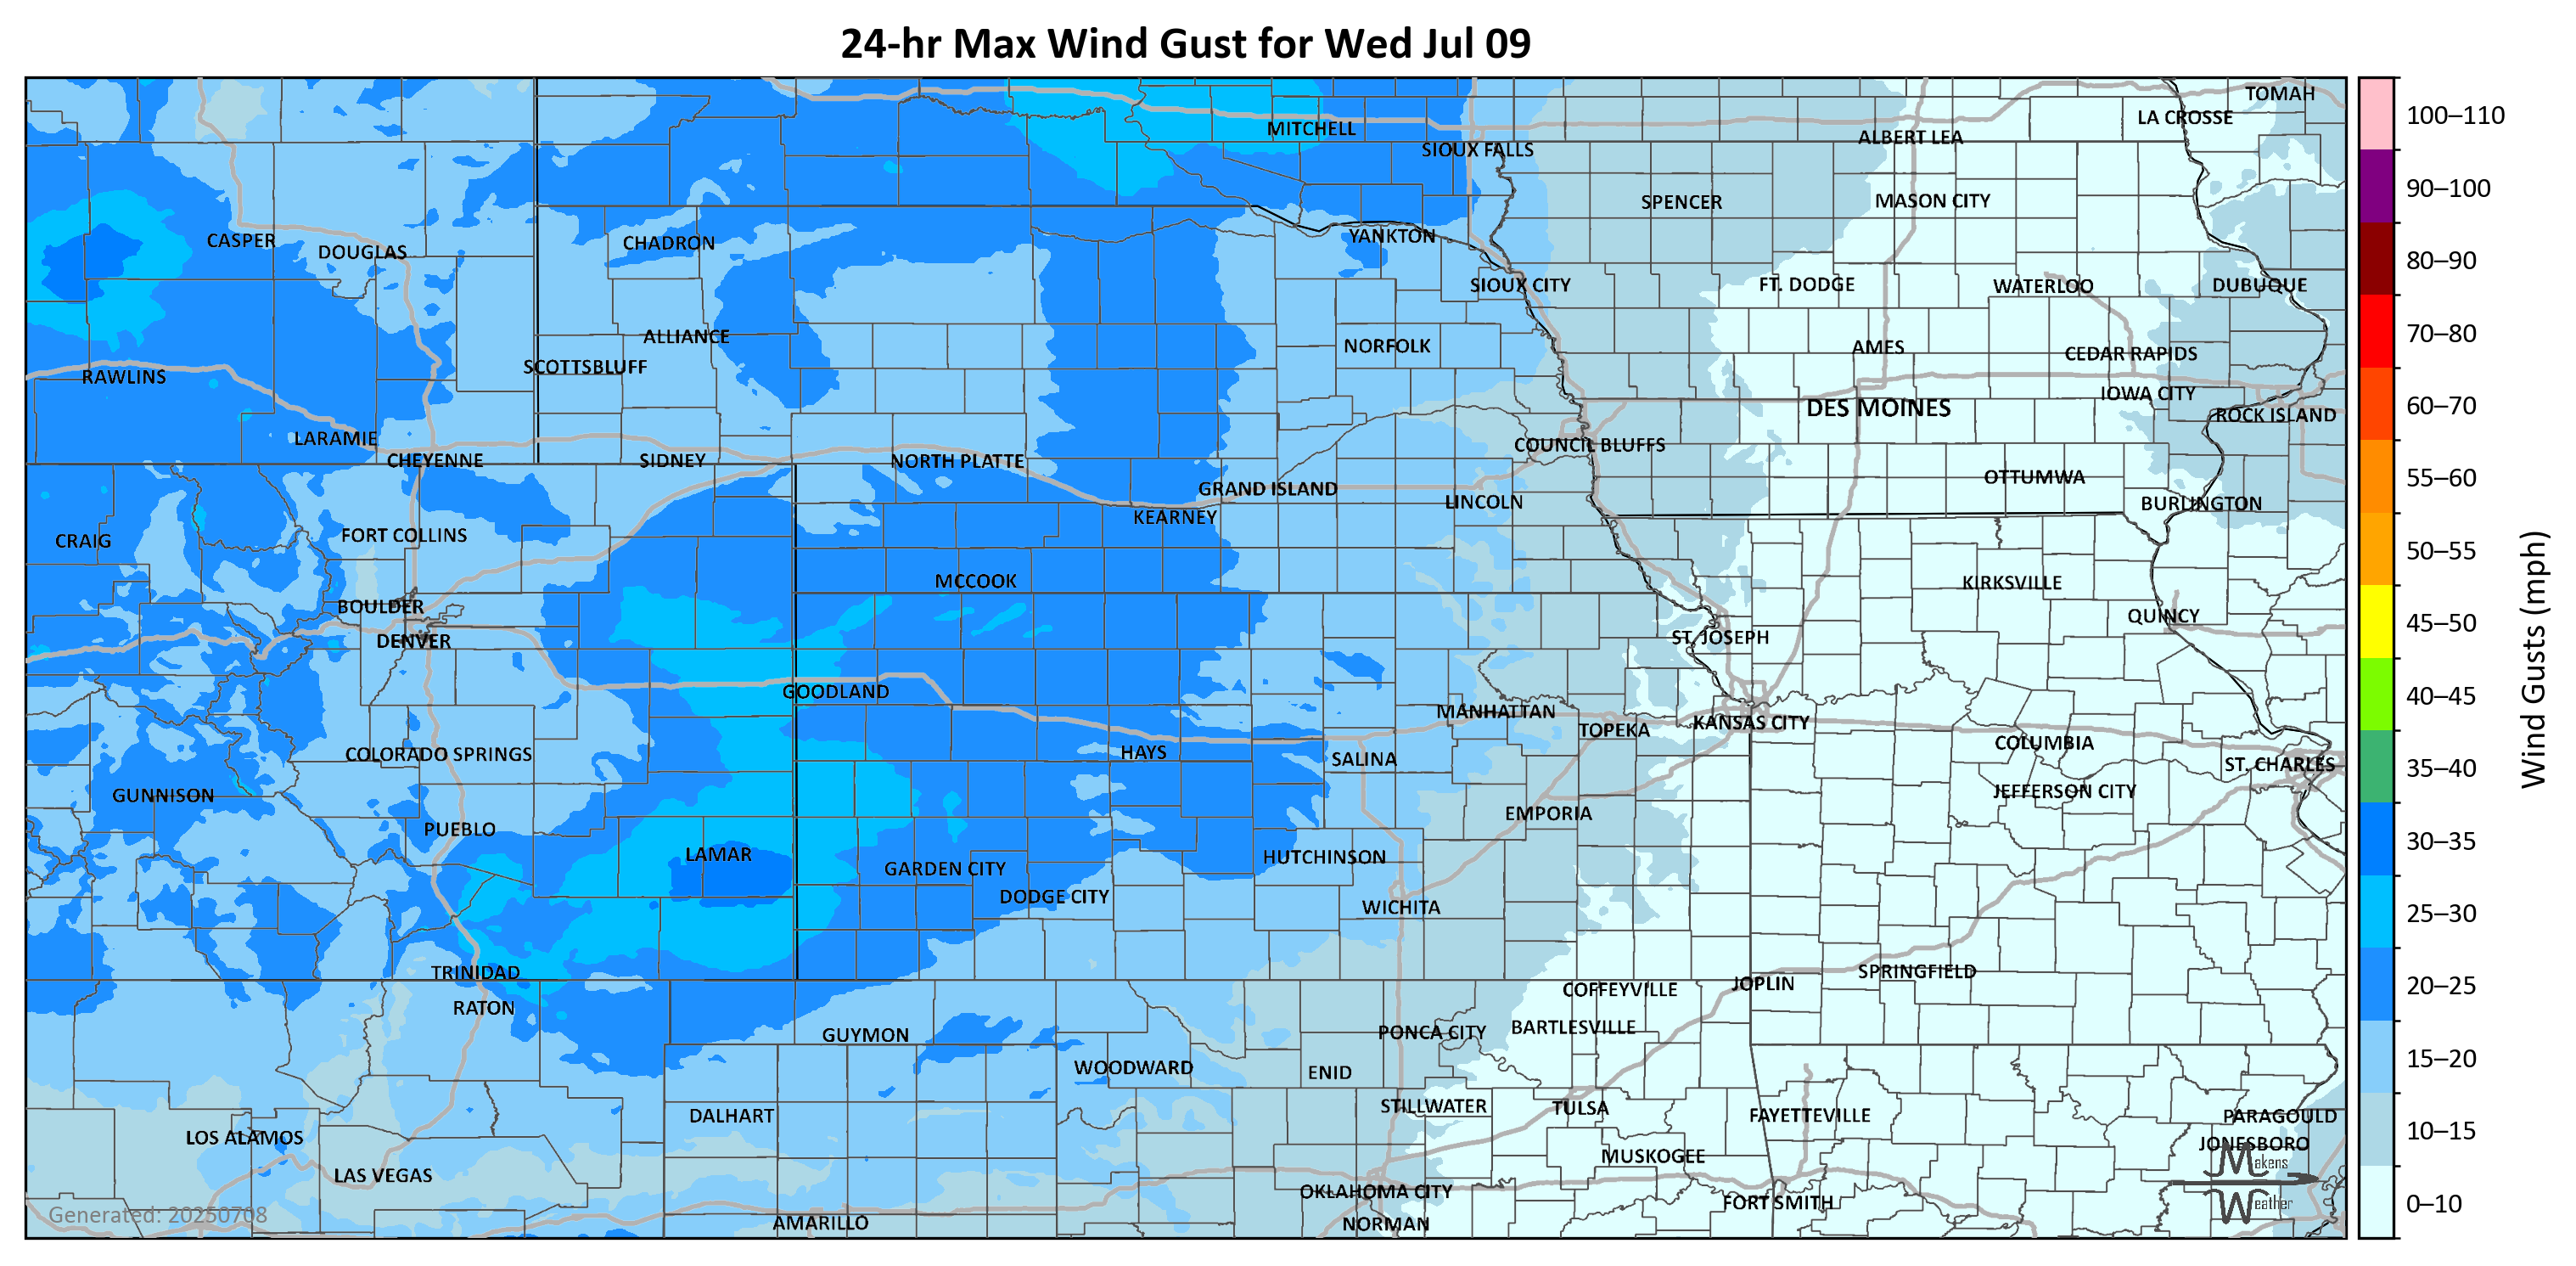 24-hr Max Wind Gust for Wed Jul 09
TOMAH
LA CROSSE
MITCHELL
ALBERT LEA
SIOUX FALLS
SPENCER
MASON CITY
CASPER
DOUGLAS
CHADRON
YANKTON
SIOUX CITY
FT. DODGE
WATERLOO
DUBUQUE
ALLIANCE
NORFOLK
AMES
CEDAR RAPIDS
SCOTTSBLUFF
RAWLINS
IOWA CITY
DES MOINES
ROCK ISLAND
LARAMIE
COUNCIL BLUFFS
CHEYENNE
SIDNEY
NORTH PLATTE
OTTUMWA
GRAND ISLAND
LINCOLN
BURLINGTON
KEARNEY
FORT COLLINS
CRAIG
MCCOOK
KIRKSVILLE
BOULDER
QUINCY
DENVER
ST. JOSEPH
GOODLAND
MANHATTAN
KANSAS CITY
TOPEKA
COLUMBIA
COLORADO SPRINGS
HAYS
SALINA
ST. CHARLES
GUNNISON
JEFFERSON CITY
EMPORIA
PUEBLO
LAMAR
HUTCHINSON
GARDEN CITY
DODGE CITY
WICHITA
TRINIDAD
SPRINGFIELD
JOPLIN
COFFEYVILLE
RATON
BARTLESVILLE
PONCA CITY
GUYMON
WOODWARD
ENID
STILLWATER
TULSA
DALHART
FAYETTEVILLE
PARAGOULD
LOS ALAMOS
JONESBORO
MUSKOGEE
LAS VEGAS
OKLAHOMA CITY
FORT SMITH
AMARILLO
NORMAN
Generated: 20250708
Makens
Weather
100–110
90–100
80–90
70–80
60–70
55–60
50–55
45–50
40–45
35–40
30–35
25–30
20–25
15–20
10–15
0–10
Wind Gusts (mph)